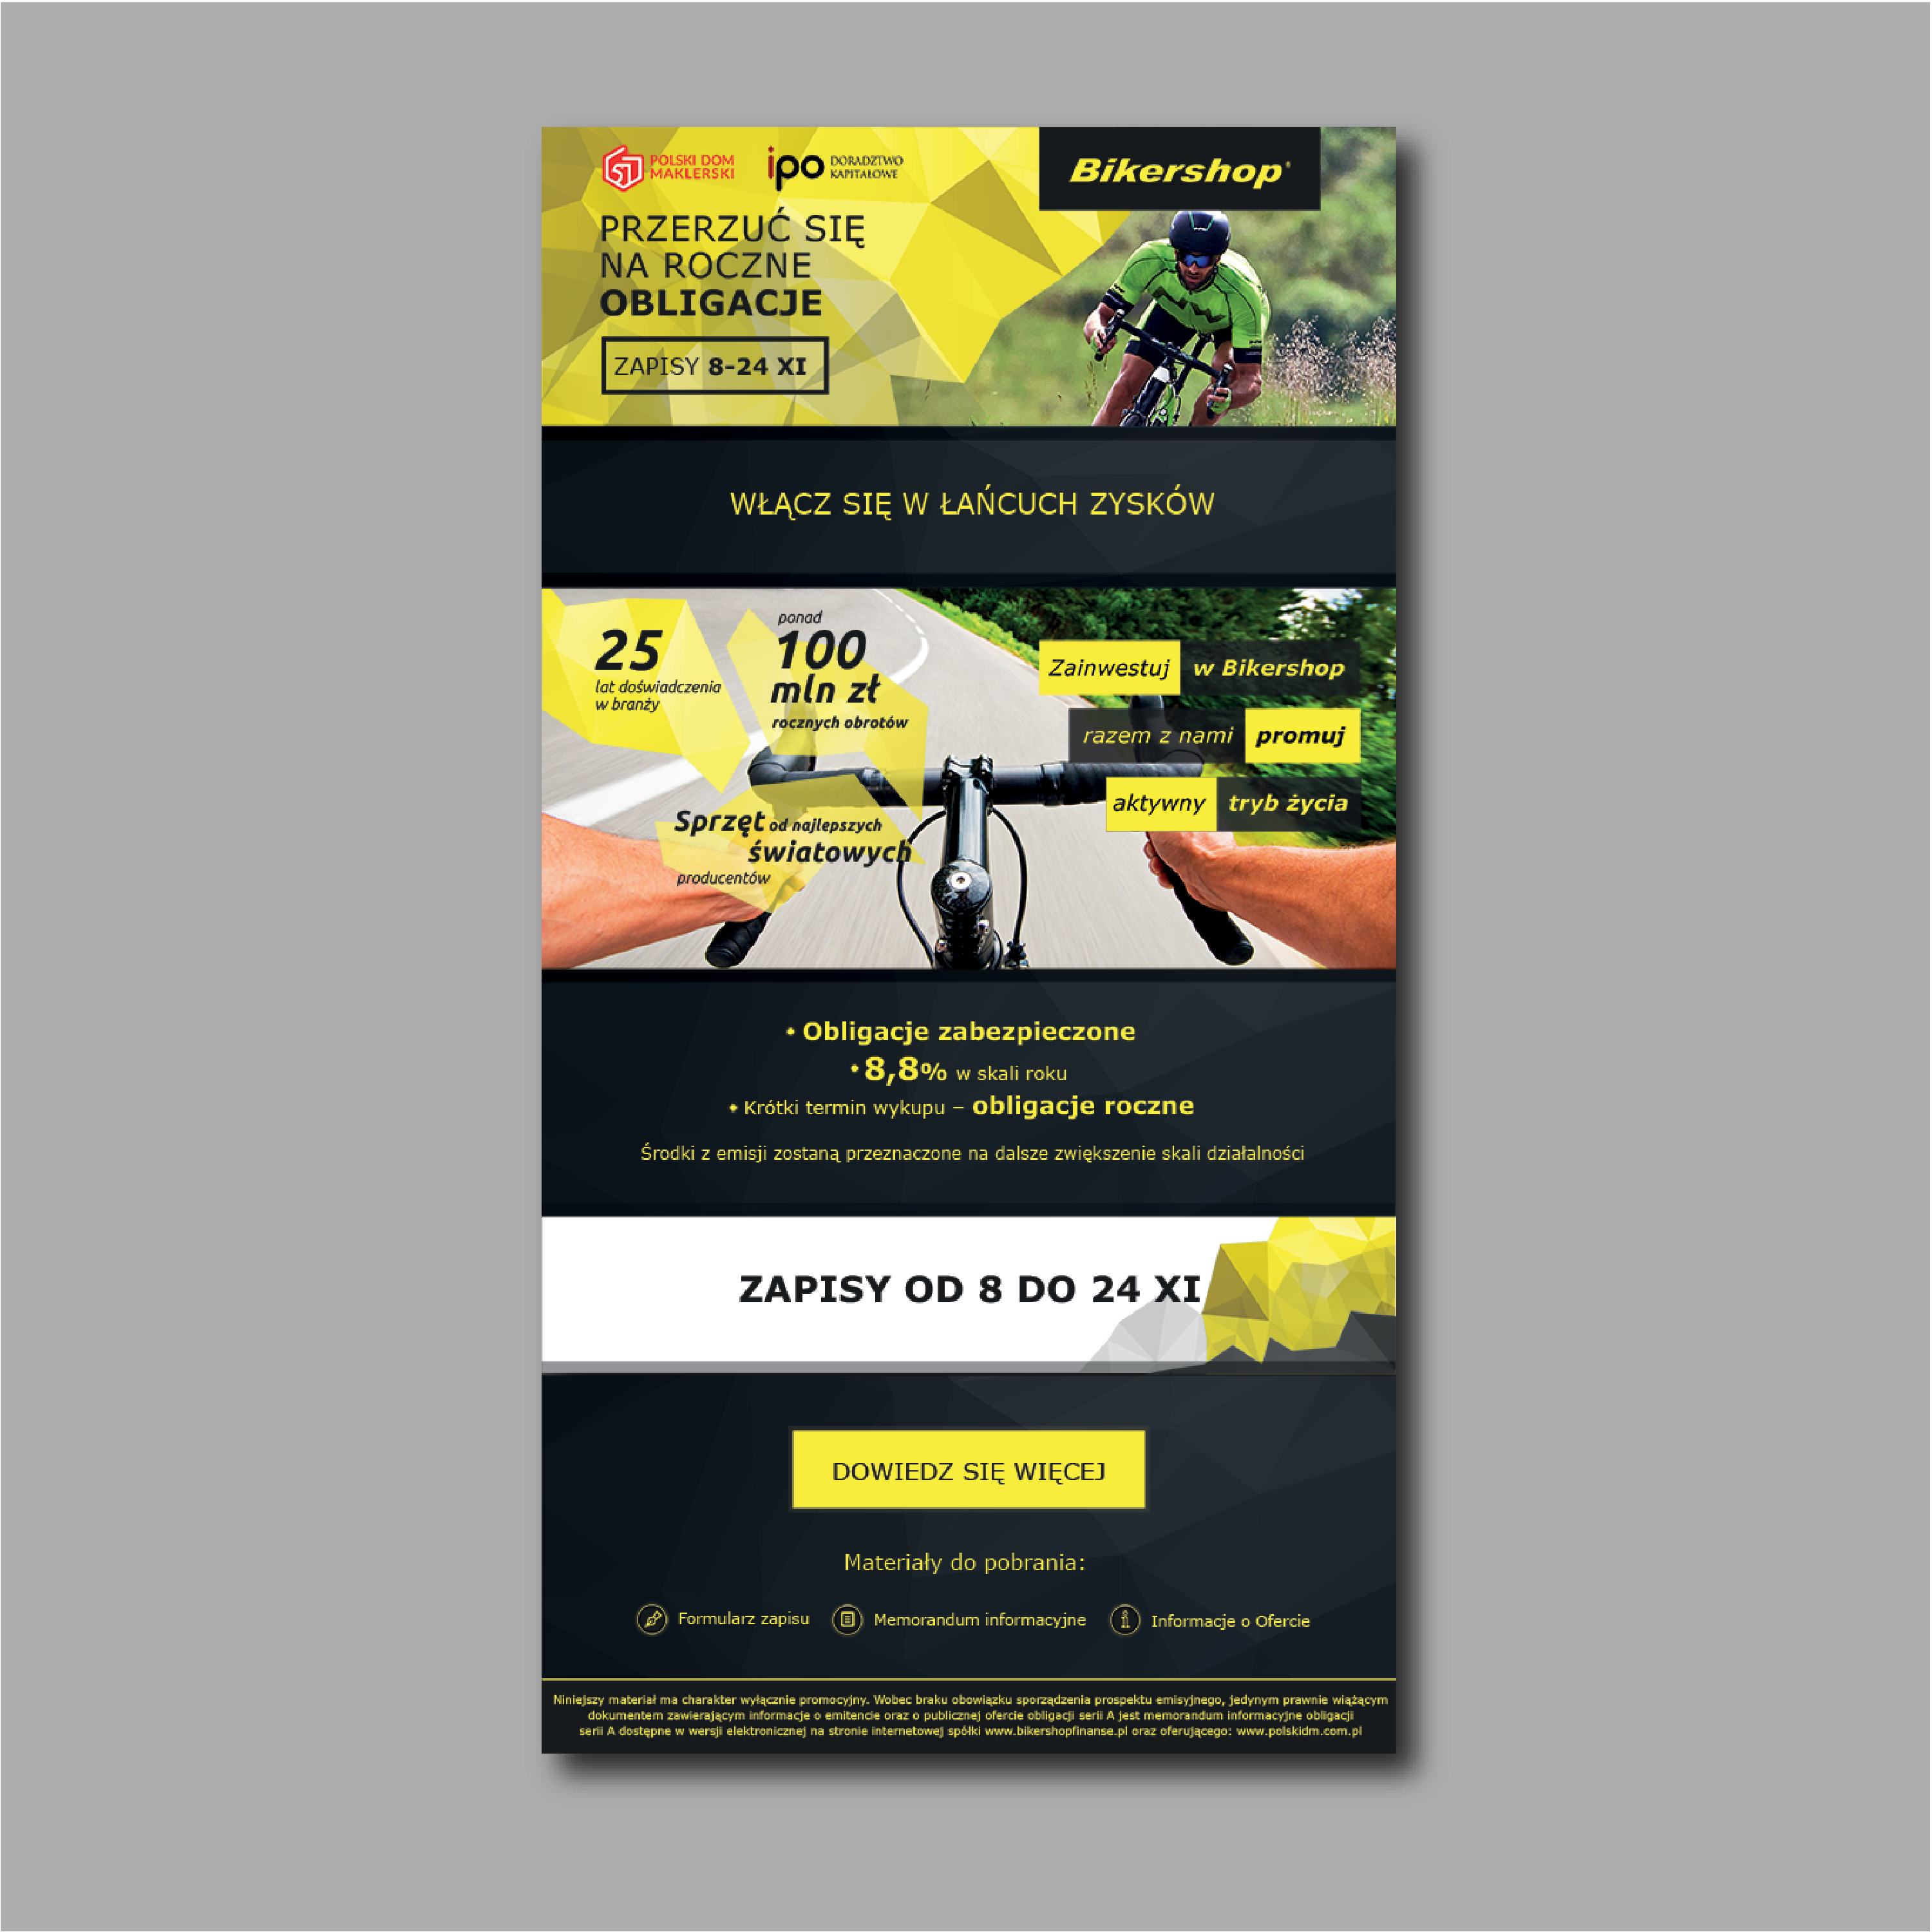 POLSKI DOM
MAKLERSKI
ipo DORADZTWO
KAPITAŁOWE
Bikershop®
PRZERZUĆ SIĘ
NA ROCZNE
OBLIGACJE
ZAPISY 8-24 XI
WŁĄCZ SIĘ W ŁAŃCUCH ZYSKÓW
25
lat doświadczenia
w branży
ponad
100
mln zł
rocznych obrotów
Sprzęt od najlepszych
światowych
producentów
Zainwestuj w Bikershop
razem z nami promuj
aktywny tryb życia
• Obligacje zabezpieczone
• 8,8% w skali roku
• Krótki termin wykupu – obligacje roczne
Środki z emisji zostaną przeznaczone na dalsze zwiększenie skali działalności
ZAPISY OD 8 DO 24 XI
DOWIEDZ SIĘ WIĘCEJ
Materiały do pobrania:
Formularz zapisu Memorandum informacyjne Informacje o Ofercie
Niniejszy materiał ma charakter wyłącznie promocyjny. Wobec braku obowiązku sporządzenia prospektu emisyjnego, jedynym prawnie wiążącym
dokumentem zawierającym informacje o emitencie oraz o publicznej ofercie obligacji serii A jest memorandum informacyjne obligacji
serii A dostępne w wersji elektronicznej na stronie internetowej spółki www.bikershopfinanse.pl oraz oferującego: www.polskidm.com.pl